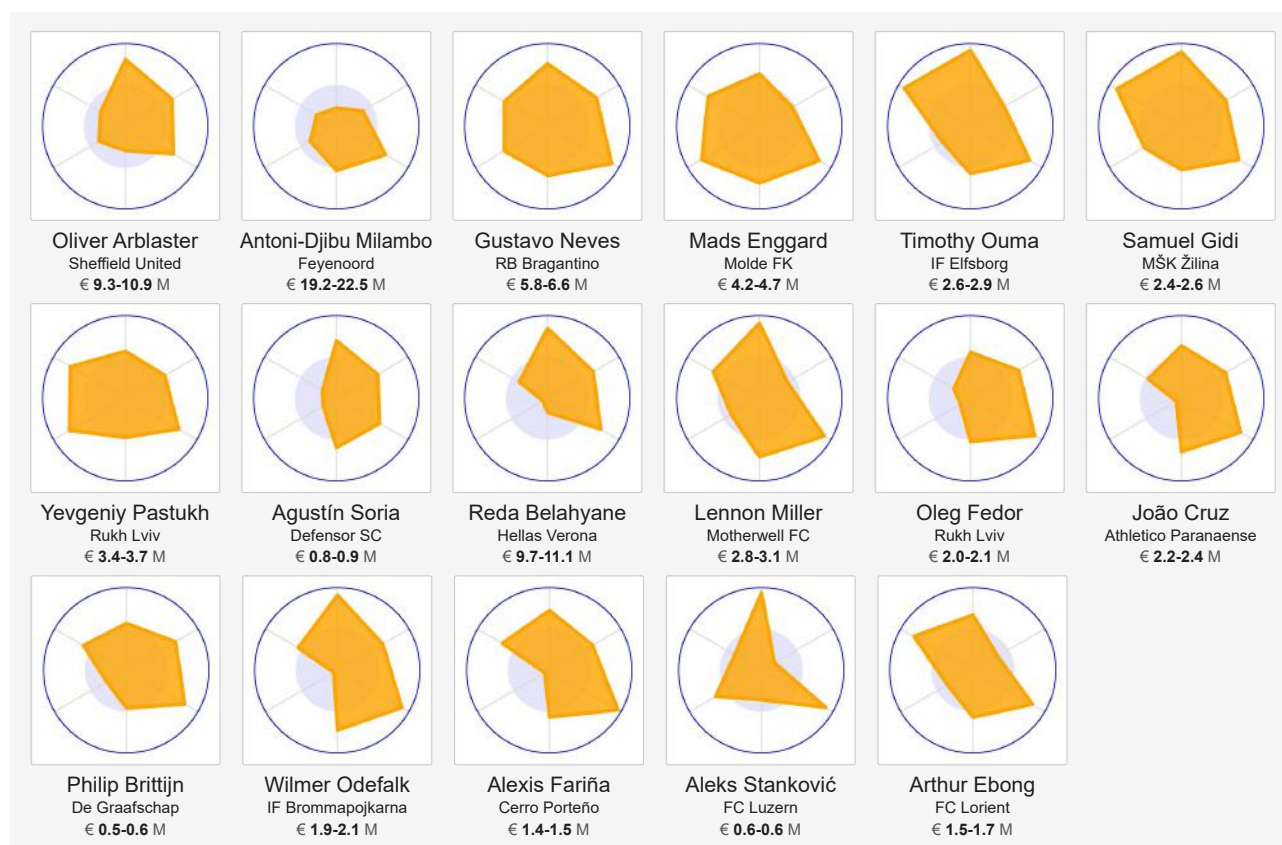 Oliver Arblaster
Sheffield United
€ 9.3-10.9 M
Antoni-Djibu Milambo
Feyenoord
€ 19.2-22.5 M
Gustavo Neves
RB Bragantino
€ 5.8-6.6 M
Mads Enggard
Molde FK
€ 4.2-4.7 M
Timothy Ouma
IF Elfsborg
€ 2.6-2.9 M
Samuel Gidi
MŠK Žilina
€ 2.4-2.6 M
Yevgeniy Pastukh
Rukh Lviv
€ 3.4-3.7 M
Agustín Soria
Defensor SC
€ 0.8-0.9 M
Reda Belahyane
Hellas Verona
€ 9.7-11.1 M
Lennon Miller
Motherwell FC
€ 2.8-3.1 M
Oleg Fedor
Rukh Lviv
€ 2.0-2.1 M
João Cruz
Athletico Paranaense
€ 2.2-2.4 M
Philip Brittijn
De Graafschap
€ 0.5-0.6 M
Wilmer Odefalk
IF Brommapojkarna
€ 1.9-2.1 M
Alexis Fariña
Cerro Porteño
€ 1.4-1.5 M
Aleks Stanković
FC Luzern
€ 0.6-0.6 M
Arthur Ebong
FC Lorient
€ 1.5-1.7 M